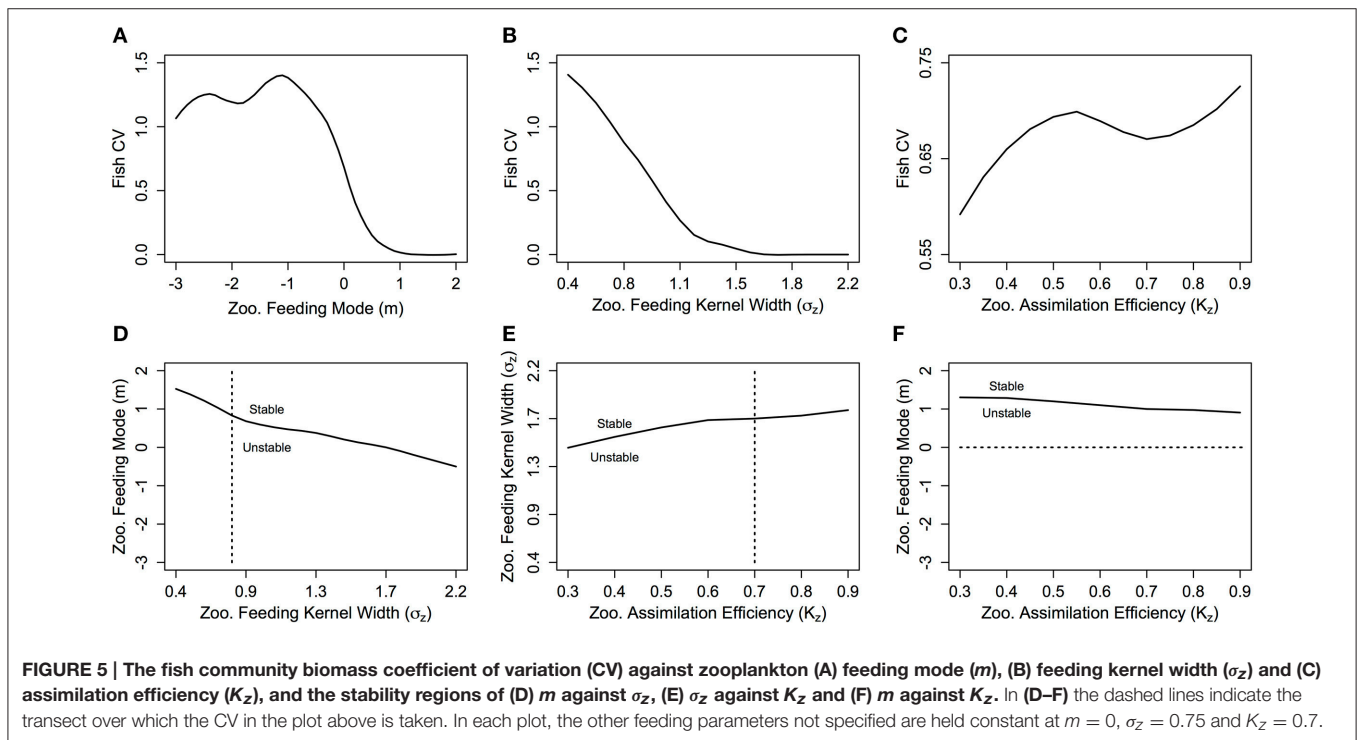 A
Fish CV
1.5
1.0
0.5
0.0
-3 -2 -1 0 1 2
Zoo. Feeding Mode (m)
B
Fish CV
1.5
1.0
0.5
0.0
0.4 0.8 1.1 1.5 1.8 2.2
Zoo. Feeding Kernel Width (σz)
C
Fish CV
0.75
0.65
0.55
0.3 0.4 0.5 0.6 0.7 0.8 0.9
Zoo. Assimilation Efficiency (Kz)
D
Zoo. Feeding Mode (m)
2
1
0
-1
-2
-3
Stable
Unstable
0.4 0.9 1.3 1.7 2.2
Zoo. Feeding Kernel Width (σz)
E
Zoo. Feeding Kernel Width (σz)
2.2
1.7
1.3
0.9
0.4
Stable
Unstable
0.3 0.4 0.5 0.6 0.7 0.8 0.9
Zoo. Assimilation Efficiency (Kz)
F
Zoo. Feeding Mode (m)
2
1
0
-1
-2
-3
Stable
Unstable
0.3 0.4 0.5 0.6 0.7 0.8 0.9
Zoo. Assimilation Efficiency (Kz)
FIGURE 5 | The fish community biomass coefficient of variation (CV) against zooplankton (A) feeding mode (m), (B) feeding kernel width (σz) and (C)
assimilation efficiency (Kz), and the stability regions of (D) m against σz, (E) σz against Kz and (F) m against Kz. In (D–F) the dashed lines indicate the
transect over which the CV in the plot above is taken. In each plot, the other feeding parameters not specified are held constant at m = 0, σz = 0.75 and Kz = 0.7.